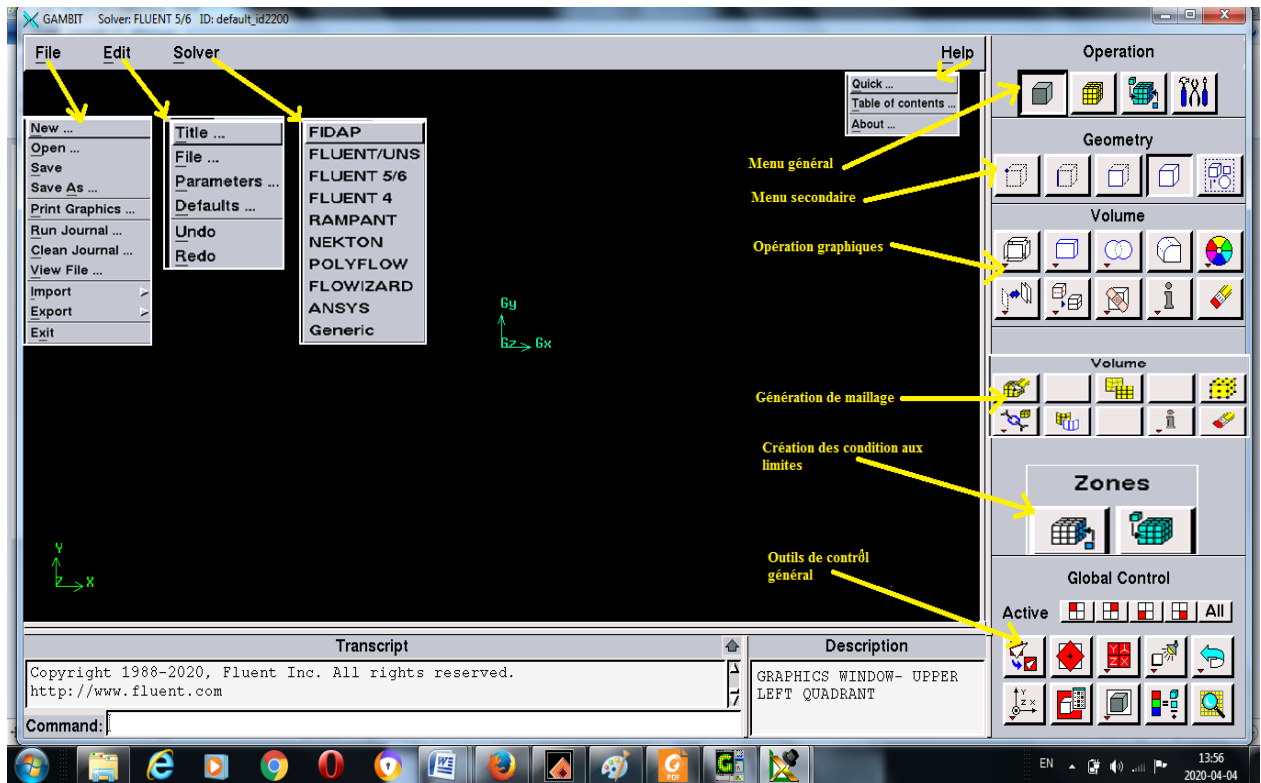 GAMBIT Solver: FLUENT 5/6 ID: default_id2200
File Edit Solver Help
New ...
Open ...
Save
Save As ...
Print Graphics ...
Run Journal ...
Clean Journal ...
View File ...
Import >
Export >
Exit
Title ...
File ...
Parameters ...
Defaults ...
Undo
Redo
FIDAP
FLUENT/UNS
FLUENT 5/6
FLUENT 4
RAMPANT
NEKTON
POLYFLOW
FLOWIZARD
ANSYS
Generic
Quick ...
Table of contents ...
About ...
Menu général
Menu secondaire
Opération graphiques
Génération de maillage
Création des condition aux
limites
Outils de contrôl
général
Gy
Gz Gx
Y
Z X
Operation
Geometry
Volume
Volume
Zones
Global Control
Active All
Transcript
Copyright 1988-2020, Fluent Inc. All rights reserved.
http://www.fluent.com
Command:
Description
GRAPHICS WINDOW- UPPER
LEFT QUADRANT
EN
13:56
2020-04-04